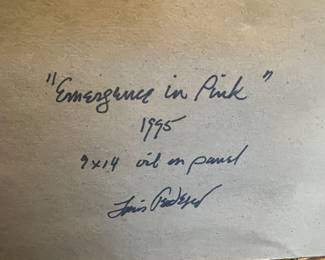 "Emergence in Pink"
1995
9x14 oil on panel